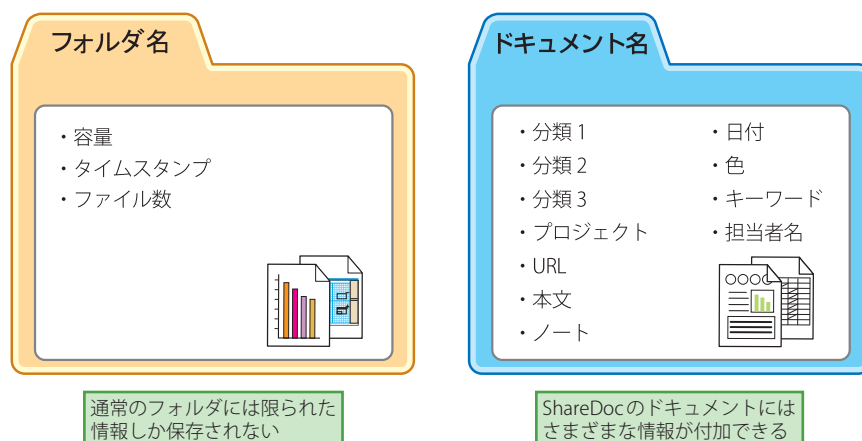 フォルダ名
・容量
・タイムスタンプ
・ファイル数
通常のフォルダには限られた
情報しか保存されない
ドキュメント名
・分類 1
・分類 2
・分類 3
・プロジェクト
・URL
・本文
・ノート
・日付
・色
・キーワード
・担当者名
ShareDocのドキュメントには
さまざまな情報が付加できる